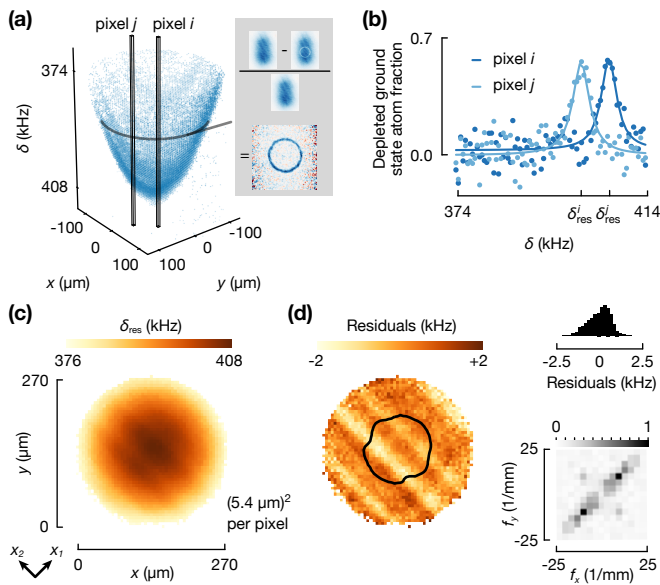 (a)
pixel j pixel i
374
δ (kHz)
408
-100
0
100
x (µm)
-100
0
100
y (µm)
-
=
(b)
0.7
Depleted ground
state atom fraction
0.0
pixel i
pixel j
374
δⁱres δʲres
414
δ (kHz)
(c)
δres (kHz)
376
408
270
y (µm)
0
(5.4 µm)²
per pixel
x₂ x₁
0
x (µm)
270
(d)
Residuals (kHz)
-2
+2
-2.5 0 2.5
Residuals (kHz)
0 1
25
fy (1/mm)
-25
-25 25
fx (1/mm)